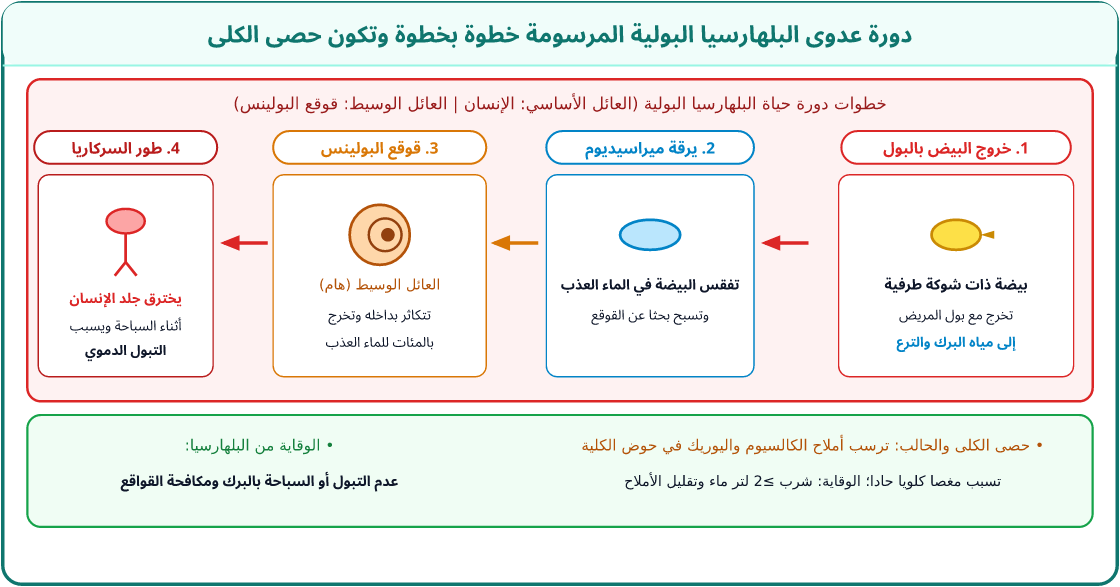 دورة عدوى البلهارسيا البولية المرسومة خطوة بخطوة وتكون حصى الكلى
خطوات دورة حياة البلهارسيا البولية (العائل الأساسي: الإنسان | العائل الوسيط: قوقع البولينس)
1. خروج البيض بالبول
بيضة ذات شوكة طرفية
تخرج مع بول المريض
إلى مياه البرك والترع
2. يرقة ميراسيديوم
تفقس البيضة في الماء العذب
وتسبح بحثا عن القوقع
3. قوقع البولينس
العائل الوسيط (هام)
تتكاثر بداخله وتخرج
بالمئات للماء العذب
4. طور السركاريا
يخترق جلد الإنسان
أثناء السباحة ويسبب
التبول الدموي
• حصى الكلى والحالب: ترسب أملاح الكالسيوم واليوريك في حوض الكلية
تسبب مغصا كلويا حادا؛ الوقاية: شرب ≥2 لتر ماء وتقليل الأملاح
• الوقاية من البلهارسيا:
عدم التبول أو السباحة بالبرك ومكافحة القواقع